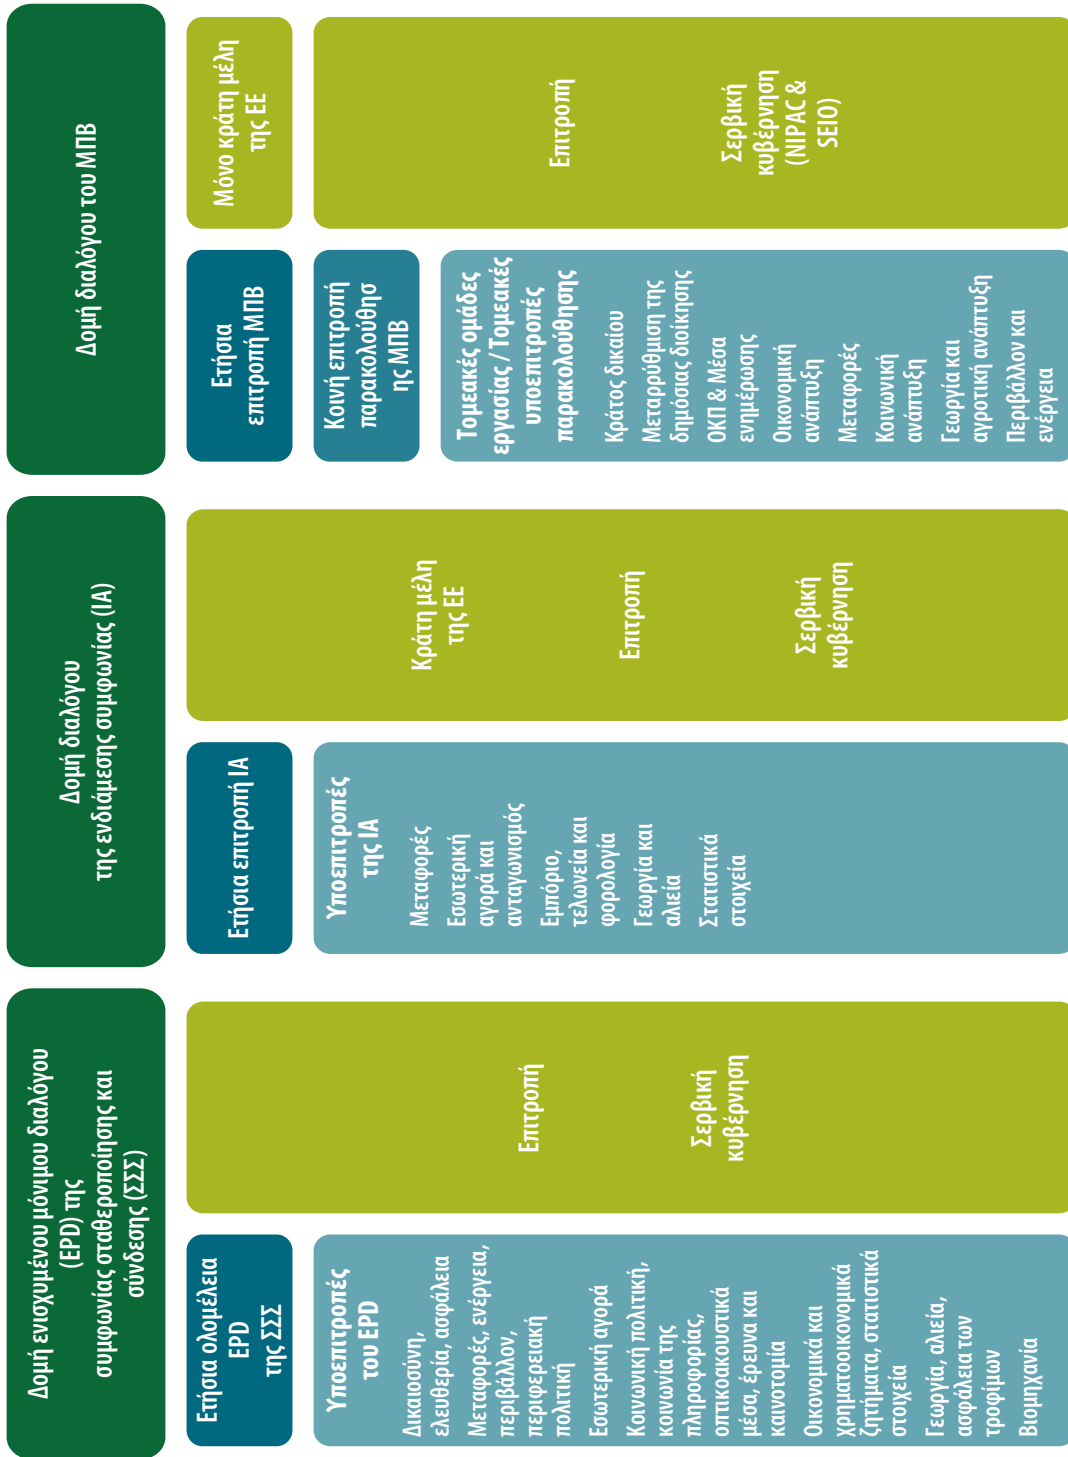 Δομή ενισχυμένου μόνιμου διαλόγου
(EPD) της
συμφωνίας σταθεροποίησης και
σύνδεσης (ΣΣΣ)
Ετήσια ολομέλεια
EPD
της ΣΣΣ
Υποεπιτροπές
του EPD
Δικαιοσύνη,
ελευθερία, ασφάλεια
Μεταφορές, ενέργεια,
περιβάλλον,
περιφερειακή
πολιτική
Εσωτερική αγορά
Κοινωνική πολιτική,
κοινωνία της
πληροφορίας,
οπτικοακουστικά
μέσα, έρευνα και
καινοτομία
Οικονομικά και
χρηματοοικονομικά
ζητήματα, στατιστικά
στοιχεία
Γεωργία, αλιεία,
ασφάλεια των
τροφίμων
Βιομηχανία
Επιτροπή
Σερβική
κυβέρνηση
Δομή διαλόγου
της ενδιάμεσης συμφωνίας (IA)
Ετήσια επιτροπή IA
Υποεπιτροπές
της IA
Μεταφορές
Εσωτερική
αγορά και
ανταγωνισμός
Εμπόριο,
τελωνεία και
φορολογία
Γεωργία και
αλιεία
Στατιστικά
στοιχεία
Κράτη μέλη
της ΕΕ
Επιτροπή
Σερβική
κυβέρνηση
Δομή διαλόγου του ΜΠΒ
Ετήσια
επιτροπή ΜΠΒ
Κοινή επιτροπή
παρακολούθησ
ης ΜΠΒ
Τομεακές ομάδες
εργασίας / Τομεακές
υποεπιτροπές
παρακολούθησης
Κράτος δικαίου
Μεταρρύθμιση της
δημόσιας διοίκησης
ΟΚΠ & Μέσα
ενημέρωσης
Οικονομική
ανάπτυξη
Μεταφορές
Κοινωνική
ανάπτυξη
Γεωργία και
αγροτική ανάπτυξη
Περιβάλλον και
ενέργεια
Μόνο κράτη μέλη
της ΕΕ
Επιτροπή
Σερβική
κυβέρνηση
(NIPAC &
SEIO)